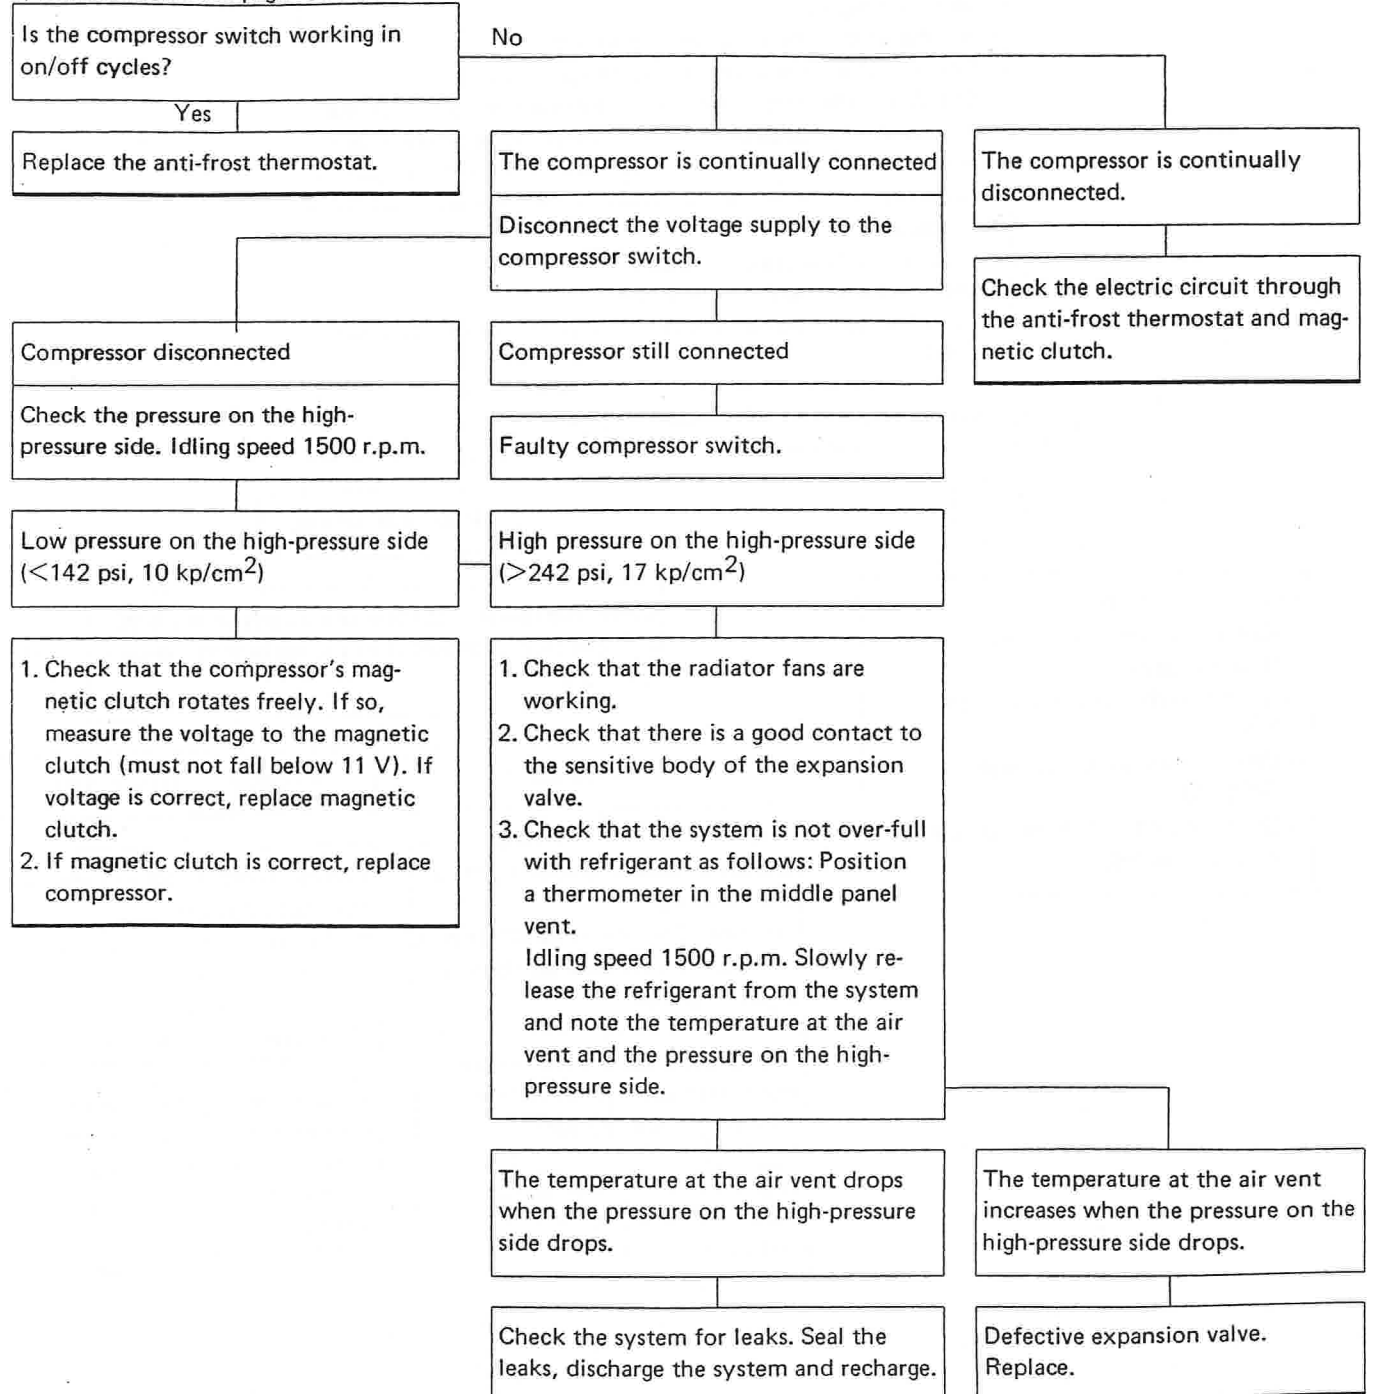 Is the compressor switch working in
on/off cycles?
No
Yes
Replace the anti-frost thermostat.
The compressor is continually connected
Disconnect the voltage supply to the
compressor switch.
The compressor is continually
disconnected.
Check the electric circuit through
the anti-frost thermostat and mag-
netic clutch.
Compressor disconnected
Check the pressure on the high-
pressure side. Idling speed 1500 r.p.m.
Compressor still connected
Faulty compressor switch.
Low pressure on the high-pressure side
(<142 psi, 10 kp/cm2)
High pressure on the high-pressure side
(>242 psi, 17 kp/cm2)
1. Check that the compressor's mag-
netic clutch rotates freely. If so,
measure the voltage to the magnetic
clutch (must not fall below 11 V). If
voltage is correct, replace magnetic
clutch.
2. If magnetic clutch is correct, replace
compressor.
1. Check that the radiator fans are
working.
2. Check that there is a good contact to
the sensitive body of the expansion
valve.
3. Check that the system is not over-full
with refrigerant as follows: Position
a thermometer in the middle panel
vent.
Idling speed 1500 r.p.m. Slowly re-
lease the refrigerant from the system
and note the temperature at the air
vent and the pressure on the high-
pressure side.
The temperature at the air vent drops
when the pressure on the high-pressure
side drops.
The temperature at the air vent
increases when the pressure on the
high-pressure side drops.
Check the system for leaks. Seal the
leaks, discharge the system and recharge.
Defective expansion valve.
Replace.